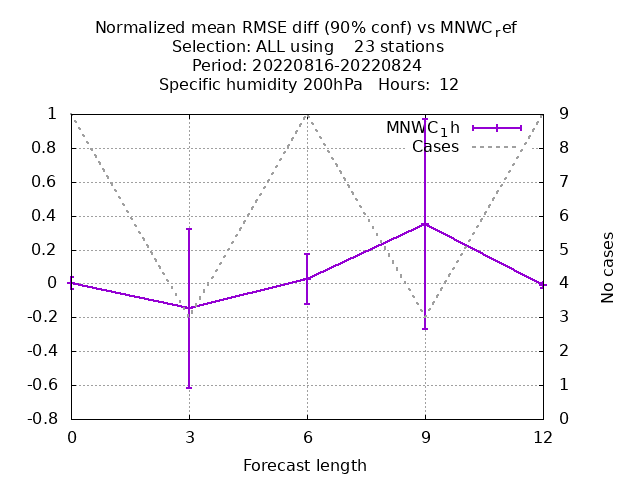 Normalized mean RMSE diff (90% conf) vs MNWCref
Selection: ALL using    23 stations
Period: 20220816-20220824
Specific humidity 200hPa   Hours: 12
MNWC1h
Cases
1
0.8
0.6
0.4
0.2
0
-0.2
-0.4
-0.6
-0.8
9
8
7
6
5
4
3
2
1
0
No cases
0 3 6 9 12
Forecast length